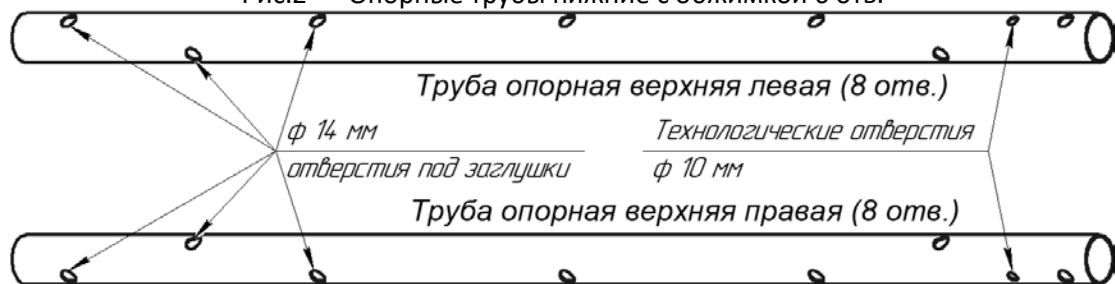 Труба опорная верхняя левая (8 отв.)
ф 14 мм
отверстия под заглушки
Технологические отверстия
ф 10 мм
Труба опорная верхняя правая (8 отв.)